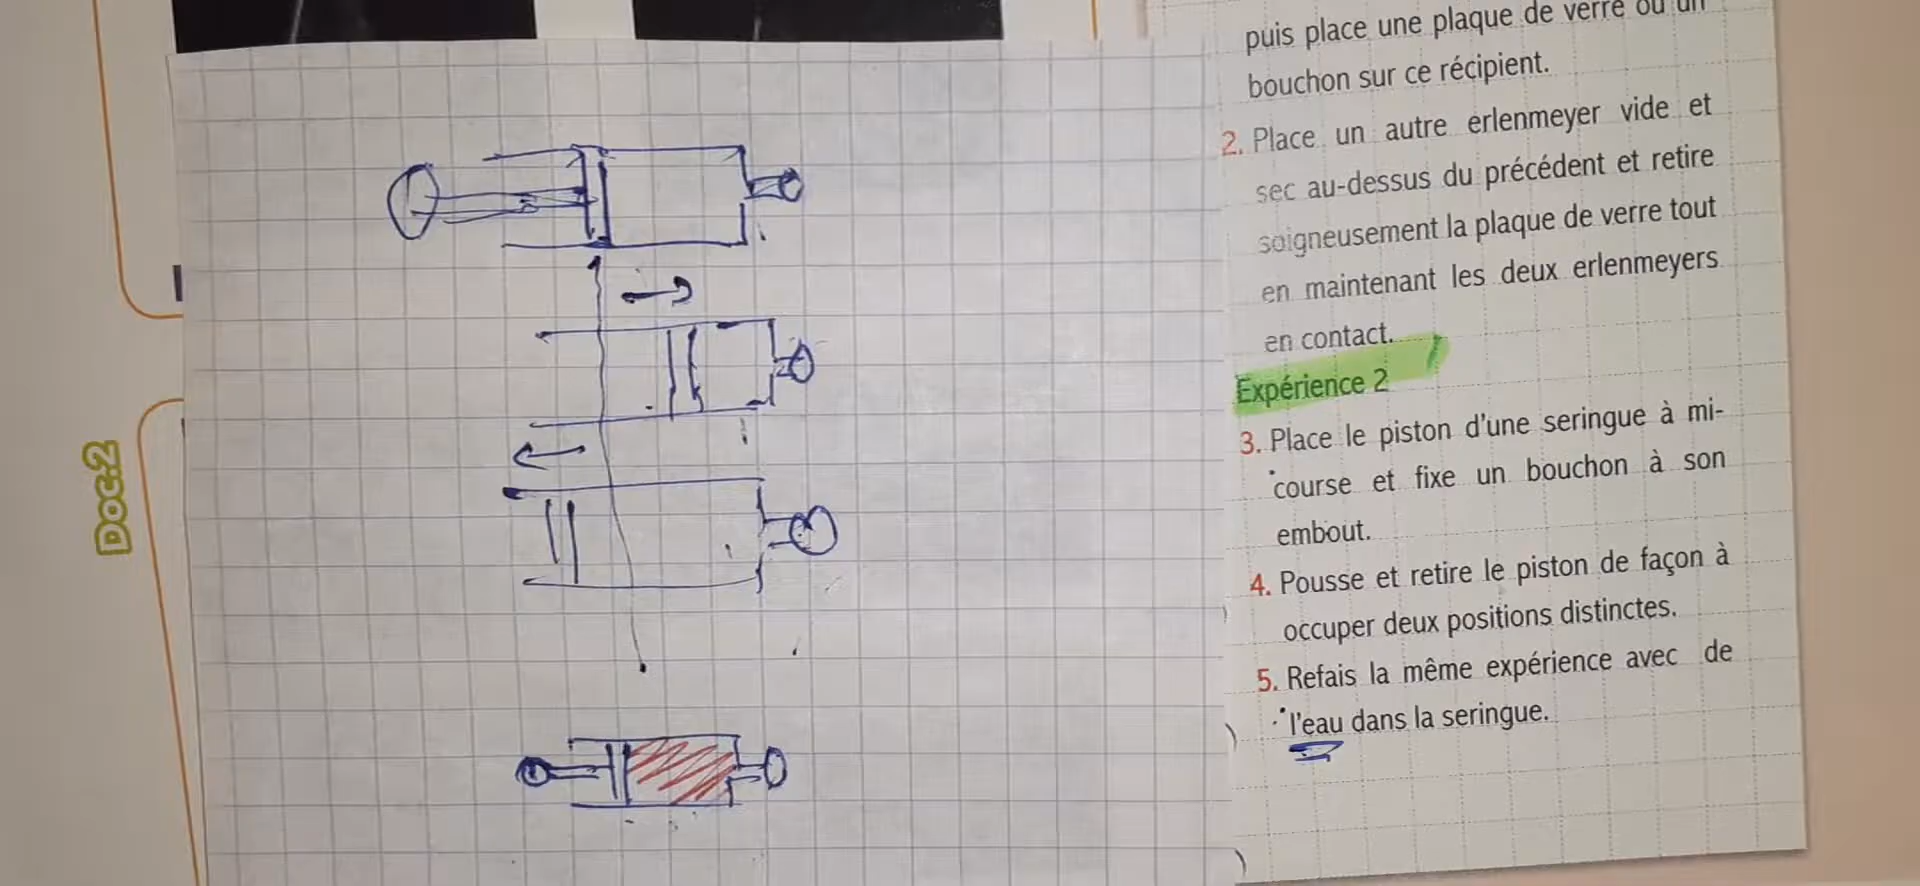 Doc.2
puis place une plaque de verre ou un
bouchon sur ce récipient.
2. Place un autre erlenmeyer vide et
sec au-dessus du précédent et retire
soigneusement la plaque de verre tout
en maintenant les deux erlenmeyers
en contact.
Expérience 2
3. Place le piston d'une seringue à mi-
course et fixe un bouchon à son
embout.
4. Pousse et retire le piston de façon à
occuper deux positions distinctes.
5. Refais la même expérience avec de
l'eau dans la seringue.